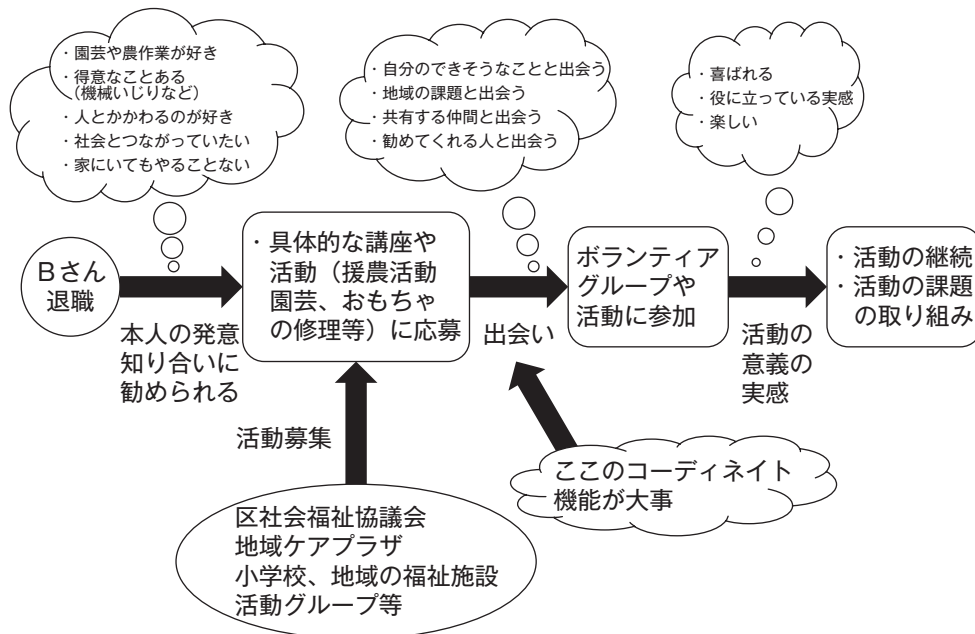 ・園芸や農作業が好き
・得意なことある
(機械いじりなど)
・人とかかわるのが好き
・社会とつながっていたい
・家にいてもやることない
・自分のできそうなことと出会う
・地域の課題と出会う
・共有する仲間と出会う
・勧めてくれる人と出会う
・喜ばれる
・役に立っている実感
・楽しい
Bさん
退職
本人の発意
知り合いに
勧められる
・具体的な講座や
活動(援農活動
園芸、おもちゃ
の修理等)に応募
出会い
ボランティア
グループや
活動に参加
活動の
意義の
実感
・活動の継続
・活動の課題
の取り組み
活動募集
ここのコーディネイト
機能が大事
区社会福祉協議会
地域ケアプラザ
小学校、地域の福祉施設
活動グループ等